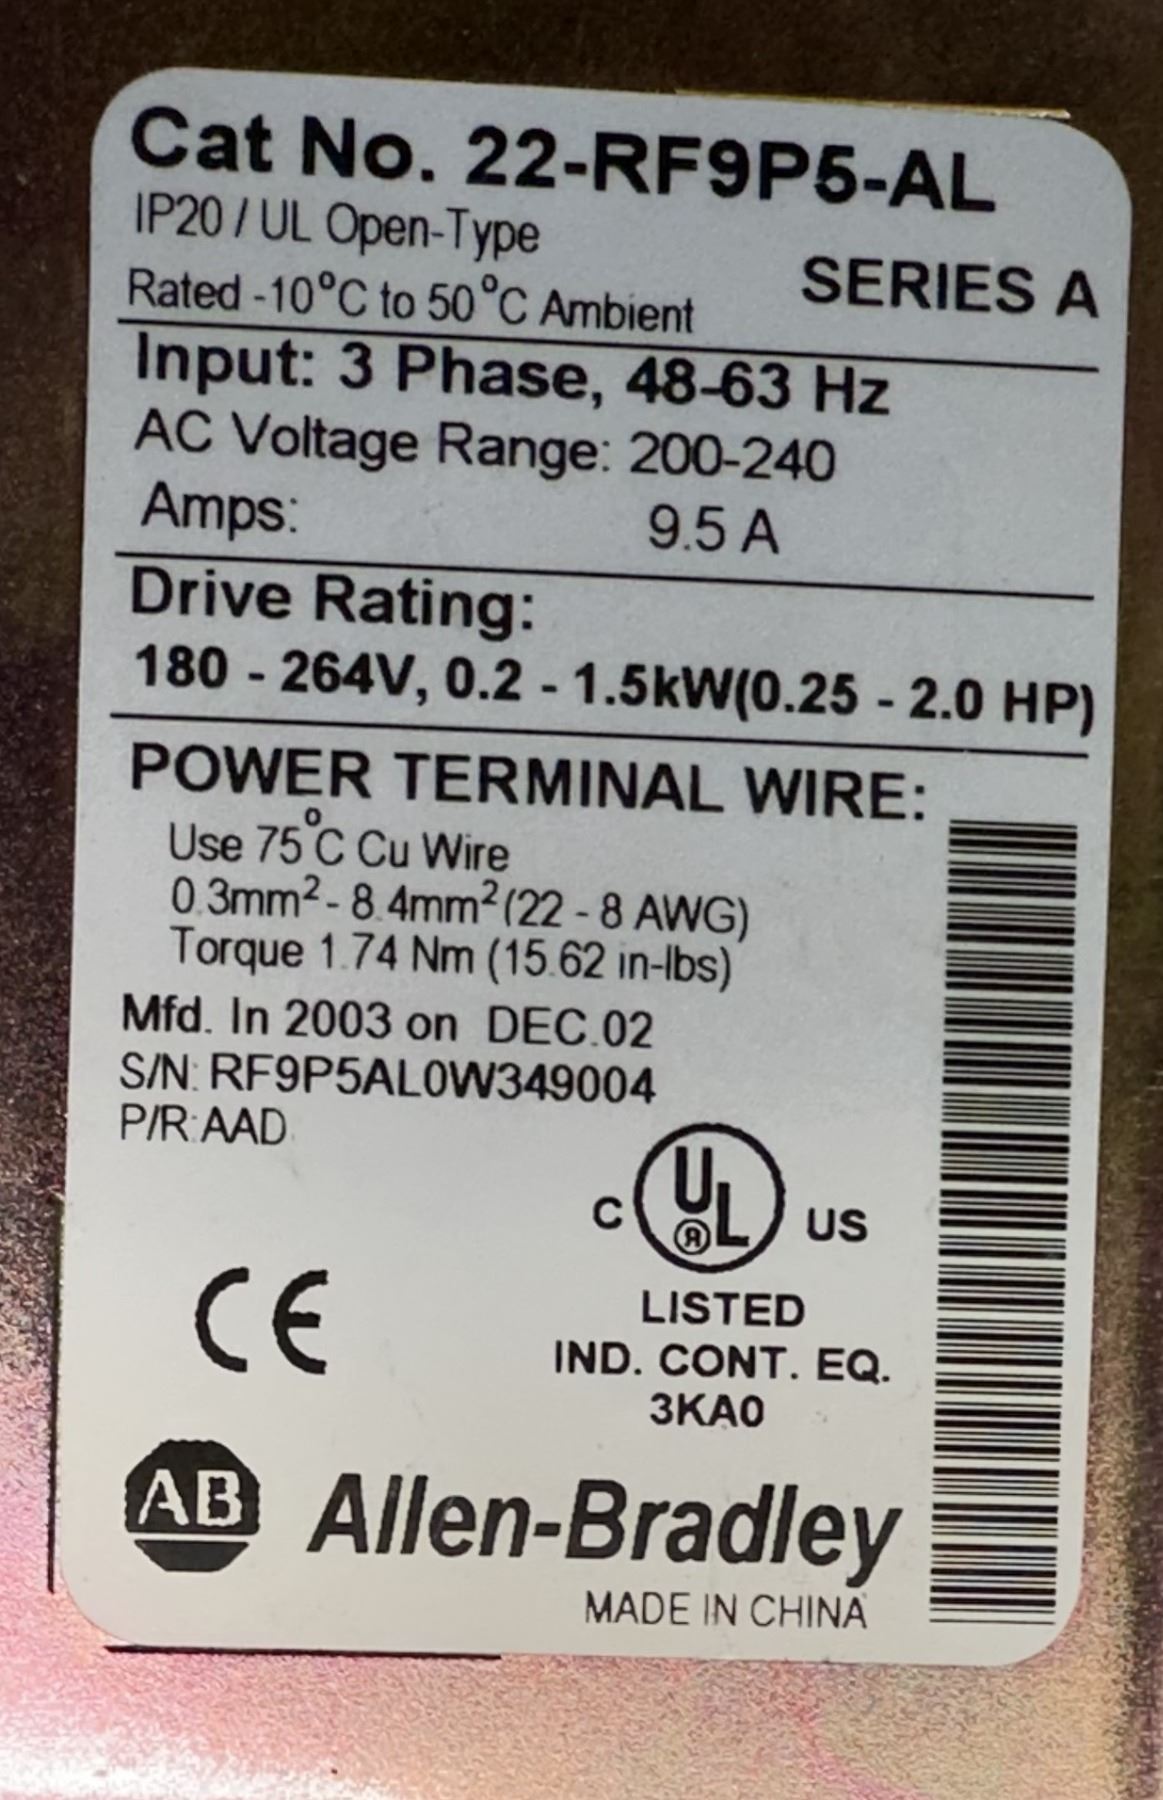 Cat No. 22-RF9P5-AL
IP20 / UL Open-Type
SERIES A
Rated -10°C to 50°C Ambient
Input: 3 Phase, 48-63 Hz
AC Voltage Range: 200-240
Amps: 9.5 A
Drive Rating:
180 - 264V, 0.2 - 1.5kW(0.25 - 2.0 HP)
POWER TERMINAL WIRE:
Use 75°C Cu Wire
0.3mm² - 8.4mm² (22 - 8 AWG)
Torque 1.74 Nm (15.62 in-lbs)
Mfd. In 2003 on DEC.02
S/N: RF9P5AL0W349004
P/R:AAD
C UL ® US
LISTED
IND. CONT. EQ.
3KA0
CE
AB Allen-Bradley
MADE IN CHINA